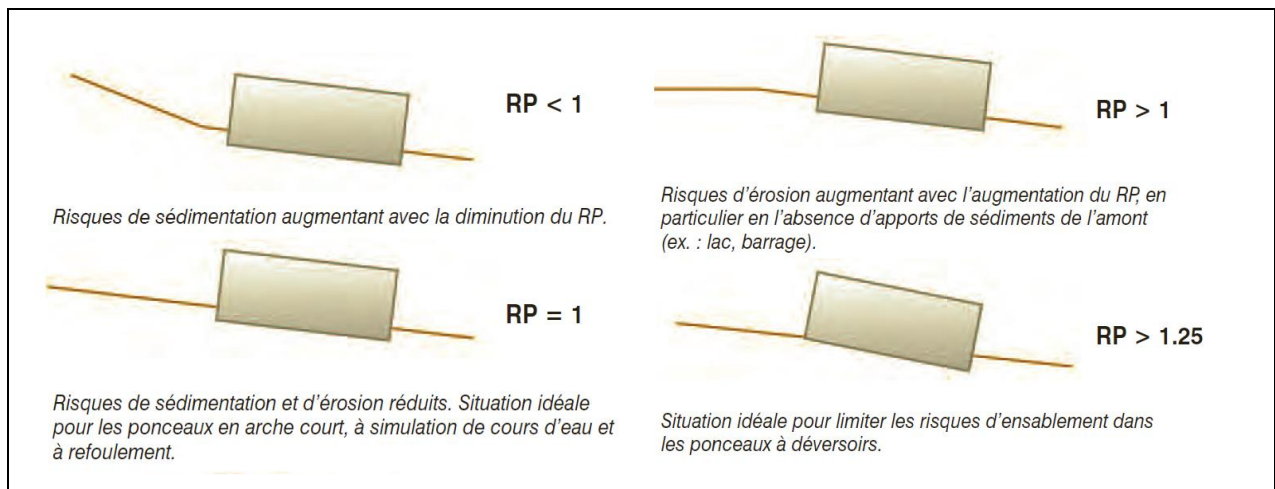 RP < 1
Risques de sédimentation augmentant avec la diminution du RP.
RP > 1
Risques d’érosion augmentant avec l’augmentation du RP, en
particulier en l’absence d’apports de sédiments de l’amont
(ex. : lac, barrage).
RP = 1
Risques de sédimentation et d’érosion réduits. Situation idéale
pour les ponceaux en arche court, à simulation de cours d’eau et
à refoulement.
RP > 1.25
Situation idéale pour limiter les risques d’ensablement dans
les ponceaux à déversoirs.